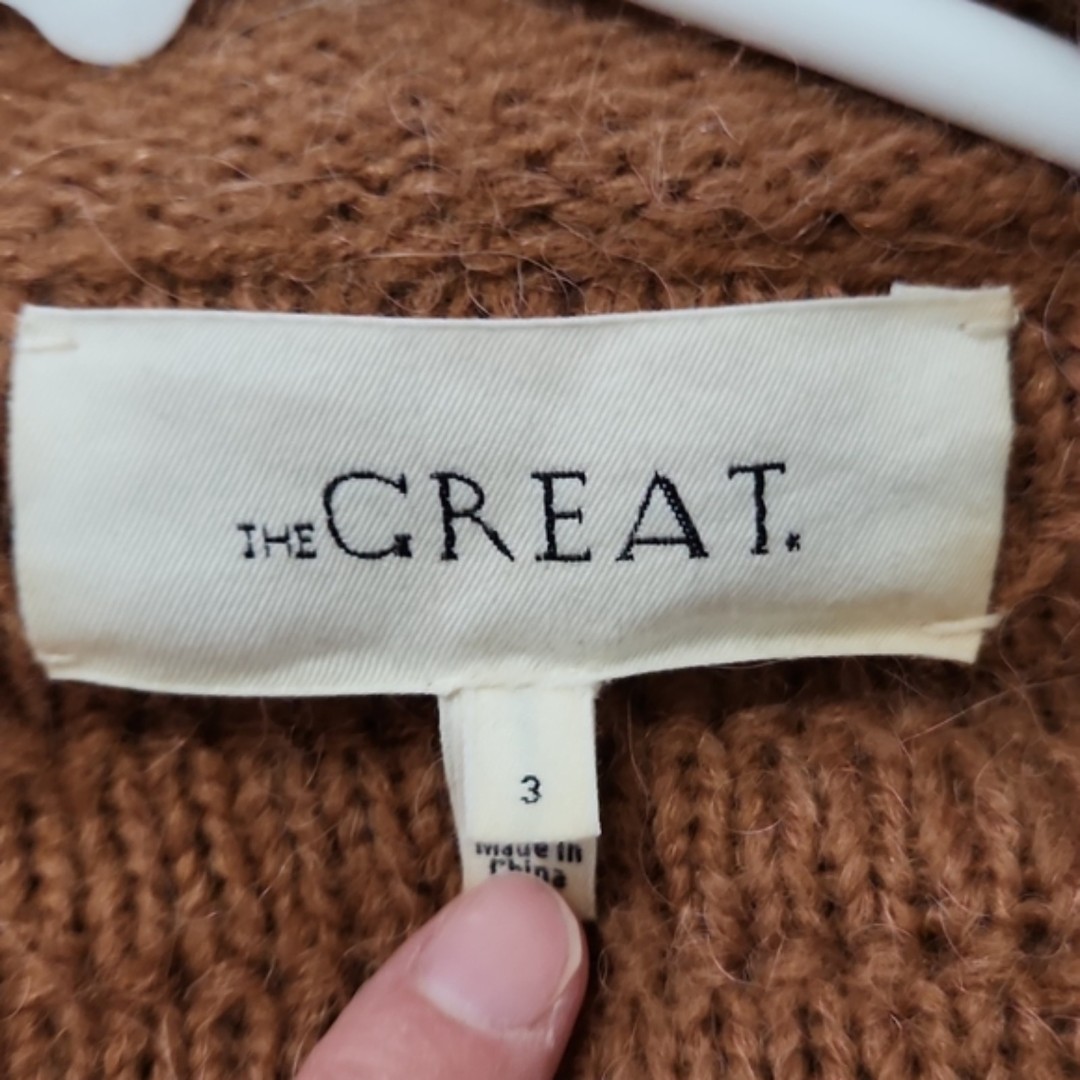 THE GREAT.
3
Made in
China